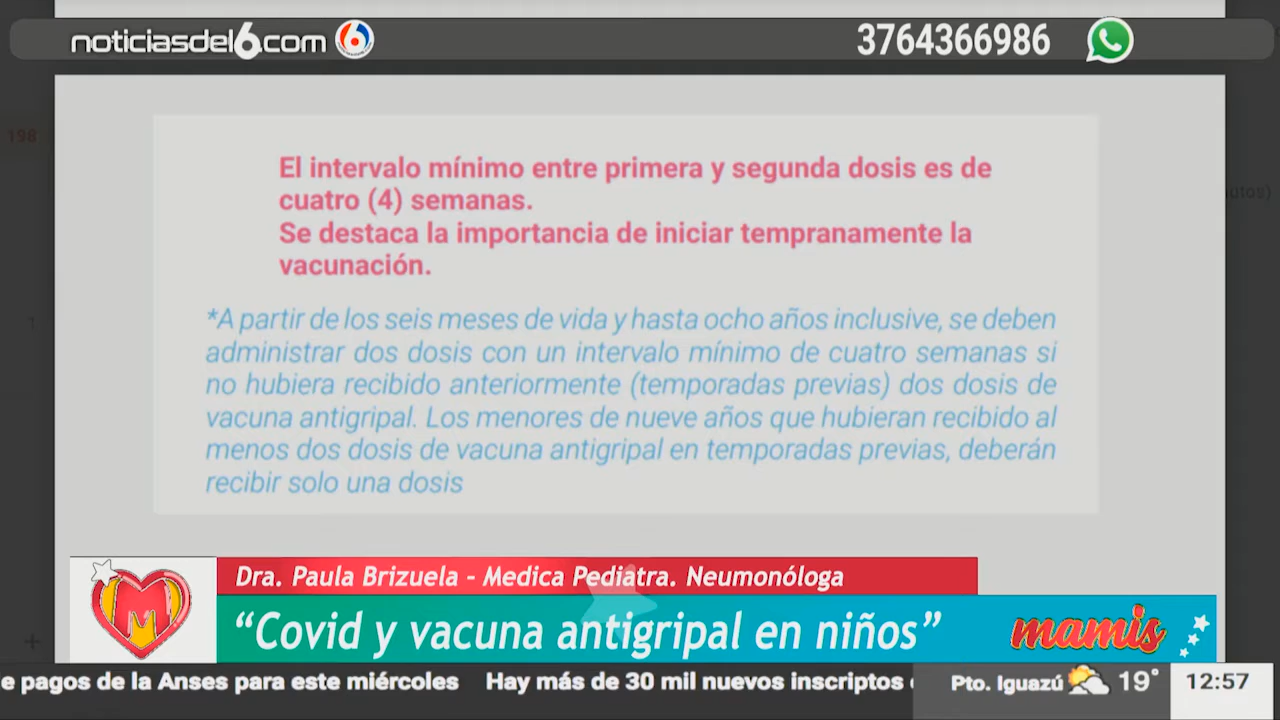 noticiasdel6.com
3764366986
198
utos)
El intervalo mínimo entre primera y segunda dosis es de
cuatro (4) semanas.
Se destaca la importancia de iniciar tempranamente la
vacunación.
1
*A partir de los seis meses de vida y hasta ocho años inclusive, se deben
administrar dos dosis con un intervalo mínimo de cuatro semanas si
no hubiera recibido anteriormente (temporadas previas) dos dosis de
vacuna antigripal. Los menores de nueve años que hubieran recibido al
menos dos dosis de vacuna antigripal en temporadas previas, deberán
recibir solo una dosis
M
Dra. Paula Brizuela - Medica Pediatra. Neumonóloga
“Covid y vacuna antigripal en niños”
mamis
e pagos de la Anses para este miércoles Hay más de 30 mil nuevos inscriptos
Pto. Iguazú 19° 12:57